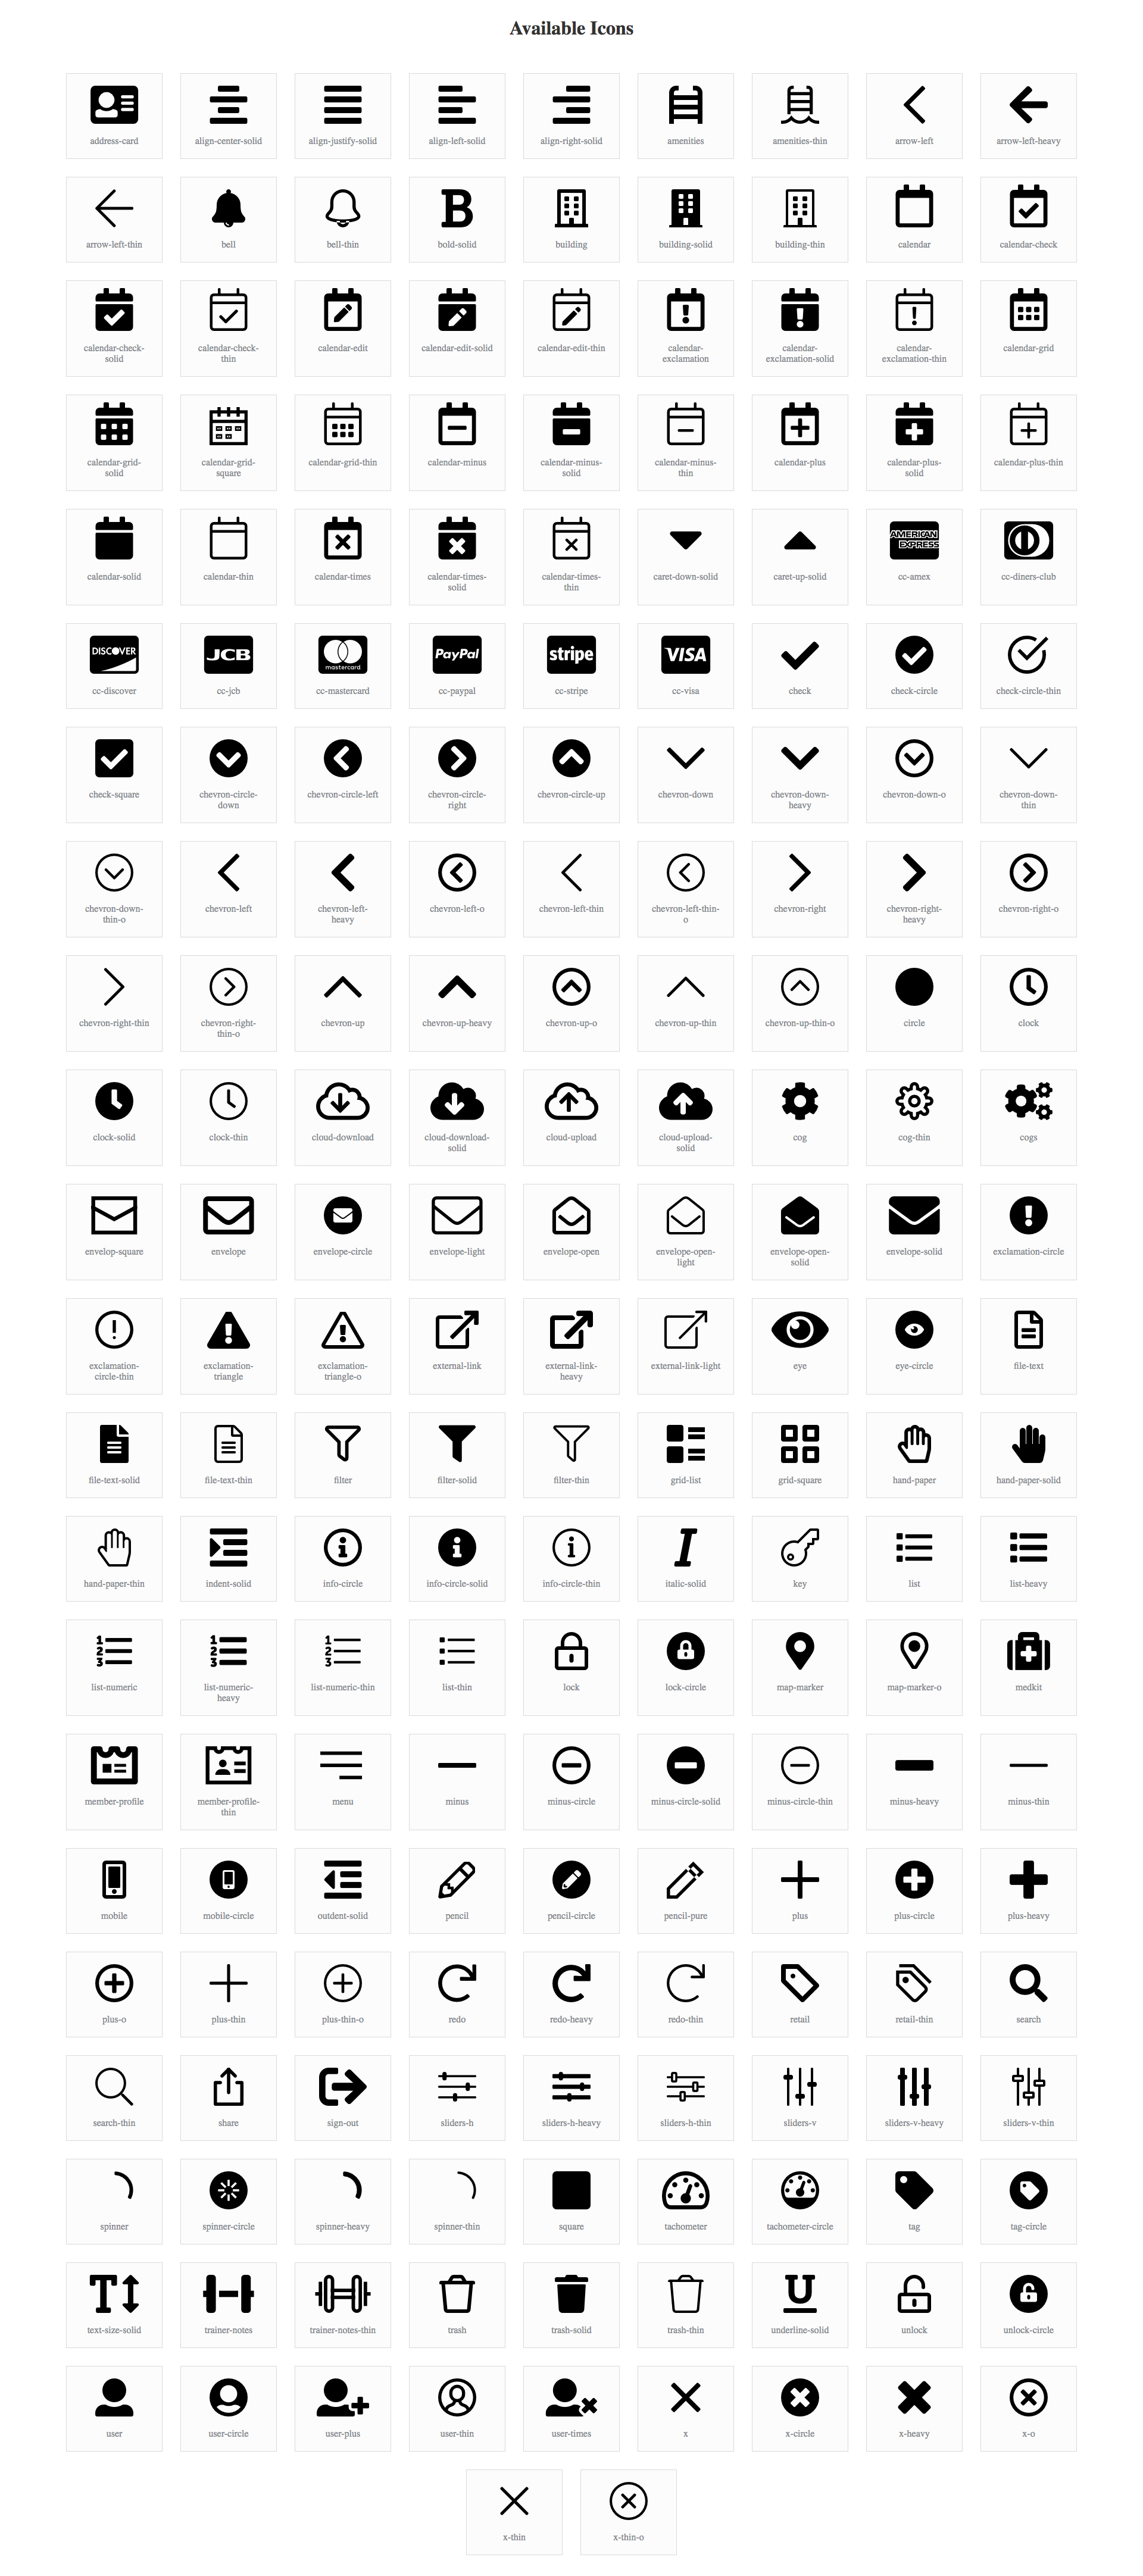 Available Icons
address-card align-center-solid align-justify-solid align-left-solid align-right-solid amenities amenities-thin arrow-left arrow-left-heavy
arrow-left-thin bell bell-thin B bold-solid building building-solid building-thin calendar calendar-check
calendar-check-solid calendar-check-thin calendar-edit calendar-edit-solid calendar-edit-thin calendar-exclamation calendar-exclamation-solid calendar-exclamation-thin calendar-grid
calendar-grid-solid calendar-grid-square calendar-grid-thin calendar-minus calendar-minus-solid calendar-minus-thin calendar-plus calendar-plus-solid calendar-plus-thin
AMERICAN
EXPRESS
calendar-solid calendar-thin calendar-times calendar-times-solid calendar-times-thin caret-down-solid caret-up-solid cc-amex cc-diners-club
DISCOVER JCB mastercard PayPal stripe VISA
cc-discover cc-jcb cc-mastercard cc-paypal cc-stripe cc-visa check check-circle check-circle-thin
check-square chevron-circle-down chevron-circle-left chevron-circle-right chevron-circle-up chevron-down chevron-down-heavy chevron-down-o chevron-down-thin
chevron-down-thin-o chevron-left chevron-left-heavy chevron-left-o chevron-left-thin chevron-left-thin-o chevron-right chevron-right-heavy chevron-right-o
chevron-right-thin chevron-right-thin-o chevron-up chevron-up-heavy chevron-up-o chevron-up-thin chevron-up-thin-o circle clock
clock-solid clock-thin cloud-download cloud-download-solid cloud-upload cloud-upload-solid cog cog-thin cogs
envelop-square envelope envelope-circle envelope-light envelope-open envelope-open-light envelope-open-solid envelope-solid exclamation-circle
exclamation-circle-thin exclamation-triangle exclamation-triangle-o external-link external-link-heavy external-link-light eye eye-circle file-text
file-text-solid file-text-thin filter filter-solid filter-thin grid-list grid-square hand-paper hand-paper-solid
hand-paper-thin indent-solid info-circle info-circle-solid info-circle-thin I italic-solid key list list-heavy
1 2 3 1 2 3 1 2 3
list-numeric list-numeric-heavy list-numeric-thin list-thin lock lock-circle map-marker map-marker-o medkit
member-profile member-profile-thin menu minus minus-circle minus-circle-solid minus-circle-thin minus-heavy minus-thin
mobile mobile-circle outdent-solid pencil pencil-circle pencil-pure plus plus-circle plus-heavy
plus-o plus-thin plus-thin-o redo redo-heavy redo-thin retail retail-thin search
search-thin share sign-out sliders-h sliders-h-heavy sliders-h-thin sliders-v sliders-v-heavy sliders-v-thin
spinner spinner-circle spinner-heavy spinner-thin square tachometer tachometer-circle tag tag-circle
T U
text-size-solid trainer-notes trainer-notes-thin trash trash-solid trash-thin underline-solid unlock unlock-circle
user user-circle user-plus user-thin user-times x x-circle x-heavy x-o
x-thin x-thin-o